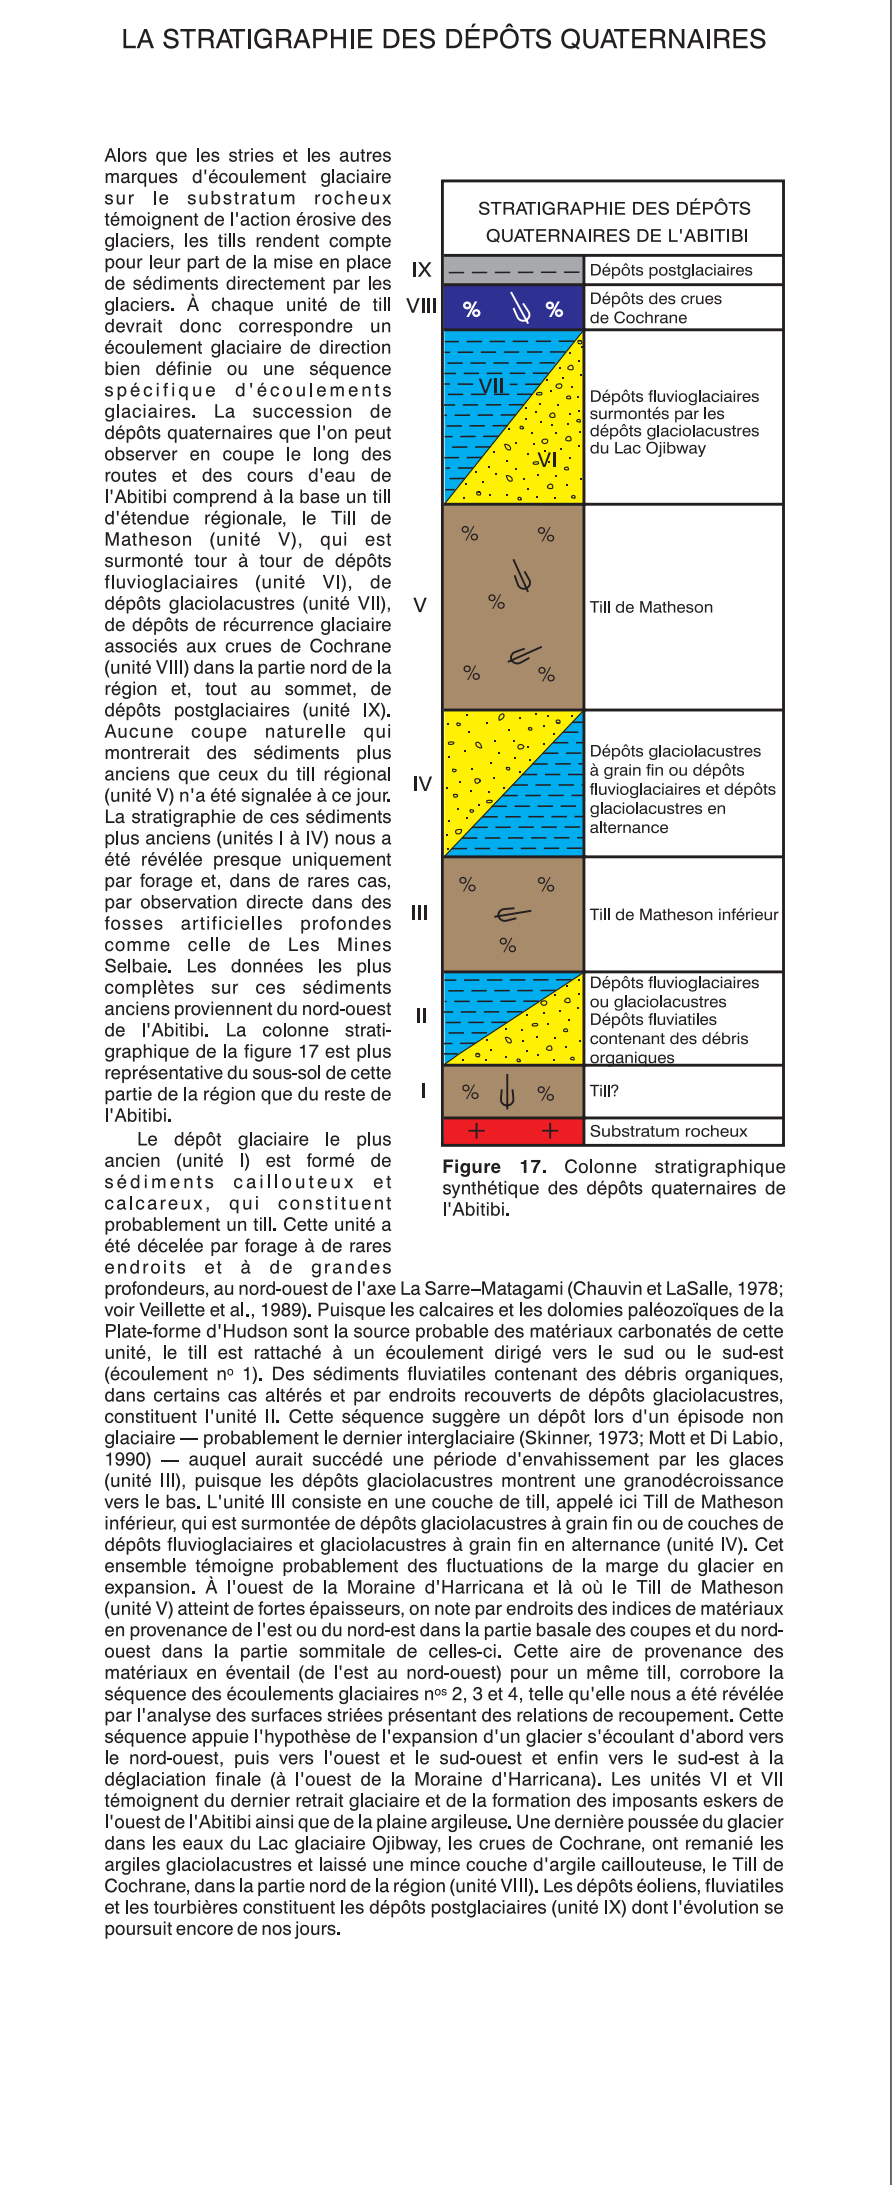 LA STRATIGRAPHIE DES DÉPÔTS QUATERNAIRES
Alors que les stries et les autres
marques d'écoulement glaciaire
sur le substratum rocheux
témoignent de l'action érosive des
glaciers, les tills rendent compte
pour leur part de la mise en place
de sédiments directement par les
glaciers. À chaque unité de till
devrait donc correspondre un
écoulement glaciaire de direction
bien définie ou une séquence
spécifique d'écoulements
glaciaires. La succession de
dépôts quaternaires que l'on peut
observer en coupe le long des
routes et des cours d'eau de
l'Abitibi comprend à la base un till
d'étendue régionale, le Till de
Matheson (unité V), qui est
surmonté tour à tour de dépôts
fluvioglaciaires (unité VI), de
dépôts glaciolacustres (unité VII),
de dépôts de récurrence glaciaire
associés aux crues de Cochrane
(unité VIII) dans la partie nord de la
région et, tout au sommet, de
dépôts postglaciaires (unité IX).
Aucune coupe naturelle qui
montrerait des sédiments plus
anciens que ceux du till régional
(unité V) n'a été signalée à ce jour.
La stratigraphie de ces sédiments
plus anciens (unités I à IV) nous a
été révélée presque uniquement
par forage et, dans de rares cas,
par observation directe dans des
fosses artificielles profondes
comme celle de Les Mines
Selbaie. Les données les plus
complètes sur ces sédiments
anciens proviennent du nord-ouest
de l'Abitibi. La colonne strati-
graphique de la figure 17 est plus
représentative du sous-sol de cette
partie de la région que du reste de
l'Abitibi.
Le dépôt glaciaire le plus
ancien (unité I) est formé de
sédiments caillouteux et
calcareux, qui constituent
probablement un till. Cette unité a
été décelée par forage à de rares
endroits et à de grandes
profondeurs, au nord-ouest de l'axe La Sarre–Matagami (Chauvin et LaSalle, 1978;
voir Veillette et al., 1989). Puisque les calcaires et les dolomies paléozoïques de la
Plate-forme d'Hudson sont la source probable des matériaux carbonatés de cette
unité, le till est rattaché à un écoulement dirigé vers le sud ou le sud-est
(écoulement nº 1). Des sédiments fluviatiles contenant des débris organiques,
dans certains cas altérés et par endroits recouverts de dépôts glaciolacustres,
constituent l'unité II. Cette séquence suggère un dépôt lors d'un épisode non
glaciaire — probablement le dernier interglaciaire (Skinner, 1973; Mott et Di Labio,
1990) — auquel aurait succédé une période d'envahissement par les glaces
(unité III), puisque les dépôts glaciolacustres montrent une granodécroissance
vers le bas. L'unité III consiste en une couche de till, appelé ici Till de Matheson
inférieur, qui est surmontée de dépôts glaciolacustres à grain fin ou de couches de
dépôts fluvioglaciaires et glaciolacustres à grain fin en alternance (unité IV). Cet
ensemble témoigne probablement des fluctuations de la marge du glacier en
expansion. À l'ouest de la Moraine d'Harricana et là où le Till de Matheson
(unité V) atteint de fortes épaisseurs, on note par endroits des indices de matériaux
en provenance de l'est ou du nord-est dans la partie basale des coupes et du nord-
ouest dans la partie sommitale de celles-ci. Cette aire de provenance des
matériaux en éventail (de l'est au nord-ouest) pour un même till, corrobore la
séquence des écoulements glaciaires nºˢ 2, 3 et 4, telle qu'elle nous a été révélée
par l'analyse des surfaces striées présentant des relations de recoupement. Cette
séquence appuie l'hypothèse de l'expansion d'un glacier s'écoulant d'abord vers
le nord-ouest, puis vers l'ouest et le sud-ouest et enfin vers le sud-est à la
déglaciation finale (à l'ouest de la Moraine d'Harricana). Les unités VI et VII
témoignent du dernier retrait glaciaire et de la formation des imposants eskers de
l'ouest de l'Abitibi ainsi que de la plaine argileuse. Une dernière poussée du glacier
dans les eaux du Lac glaciaire Ojibway, les crues de Cochrane, ont remanié les
argiles glaciolacustres et laissé une mince couche d'argile caillouteuse, le Till de
Cochrane, dans la partie nord de la région (unité VIII). Les dépôts éoliens, fluviatiles
et les tourbières constituent les dépôts postglaciaires (unité IX) dont l'évolution se
poursuit encore de nos jours.
STRATIGRAPHIE DES DÉPÔTS
QUATERNAIRES DE L'ABITIBI
IX
Dépôts postglaciaires
VIII
% %
Dépôts des crues
de Cochrane
VII
VI
Dépôts fluvioglaciaires
surmontés par les
dépôts glaciolacustres
du Lac Ojibway
V
% %
%
% %
Till de Matheson
IV
Dépôts glaciolacustres
à grain fin ou dépôts
fluvioglaciaires et dépôts
glaciolacustres en
alternance
III
% %
%
Till de Matheson inférieur
II
Dépôts fluvioglaciaires
ou glaciolacustres
Dépôts fluviatiles
contenant des débris
organiques
I
% %
Till?
+ +
Substratum rocheux
Figure 17. Colonne stratigraphique
synthétique des dépôts quaternaires de
l'Abitibi.